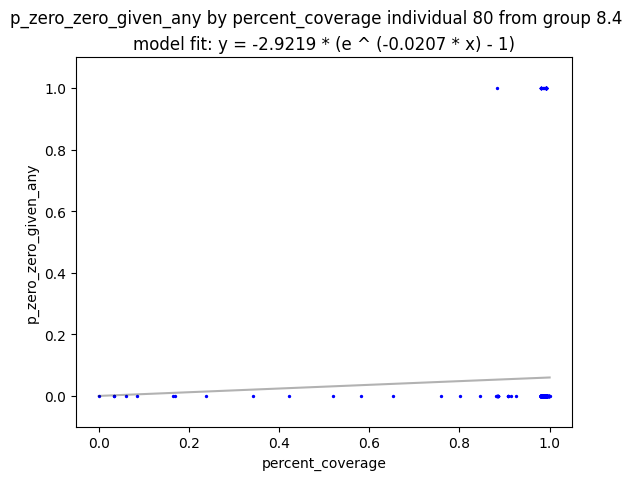 p_zero_zero_given_any by percent_coverage individual 80 from group 8.4
model fit: y = -2.9219 * (e ^ (-0.0207 * x) - 1)
1.0
0.8
0.6
0.4
0.2
0.0
p_zero_zero_given_any
0.0 0.2 0.4 0.6 0.8 1.0
percent_coverage